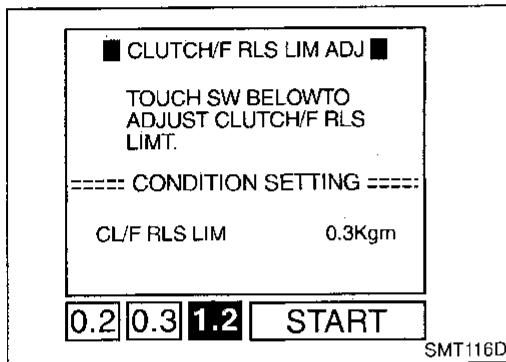 CLUTCH/F RLS LIM ADJ
TOUCH SW BELOWTO
ADJUST CLUTCH/F RLS
LIMT.
===== CONDITION SETTING =====
CL/F RLS LIM 0.3Kgm
0.2 0.3 1.2 START
SMT116D